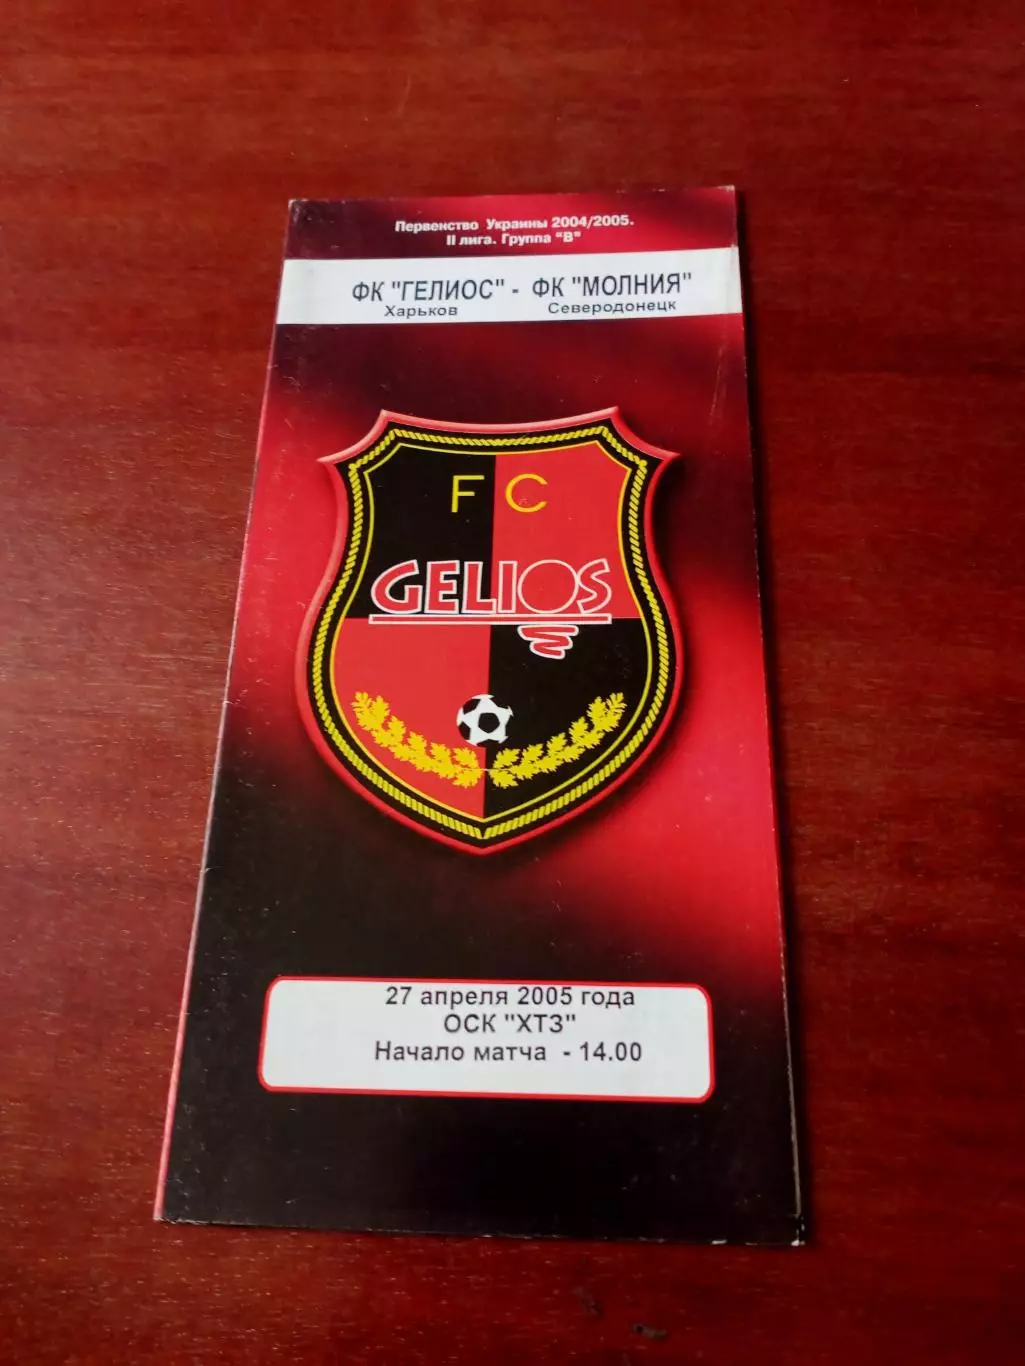 Первенство Украины 2004/2005.
II лига. Группа "В"
ФК "ГЕЛИОС" - ФК "МОЛНИЯ"
Харьков Северодонецк
F C
GELIOS
27 апреля 2005 года
ОСК "ХТЗ"
Начало матча - 14.00